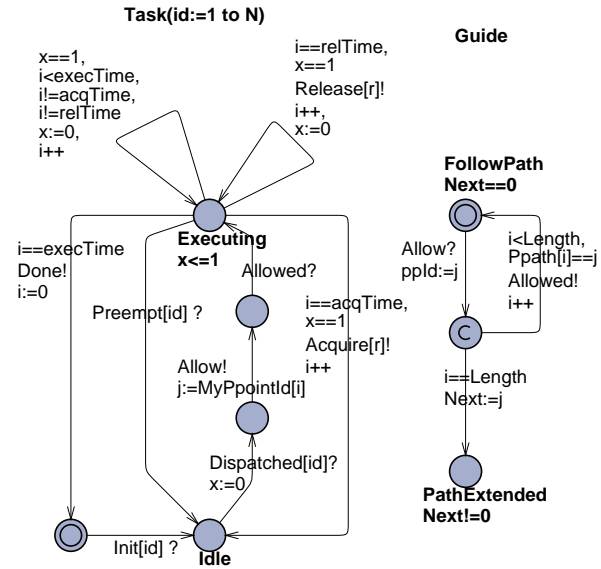 Task(id:=1 to N)
x==1,
i<execTime,
i!=acqTime,
i!=relTime
x:=0,
i++
i==relTime,
x==1
Release[r]!
i++,
x:=0
Executing
x<=1
i==execTime
Done!
i:=0
Preempt[id] ?
Allowed?
i==acqTime,
x==1
Acquire[r]!
i++
Allow!
j:=MyPpointId[i]
Dispatched[id]?
x:=0
Init[id] ?
Idle
Guide
FollowPath
Next==0
Allow?
ppId:=j
i<Length,
Ppath[i]==j
Allowed!
i++
C
i==Length
Next:=j
PathExtended
Next!=0